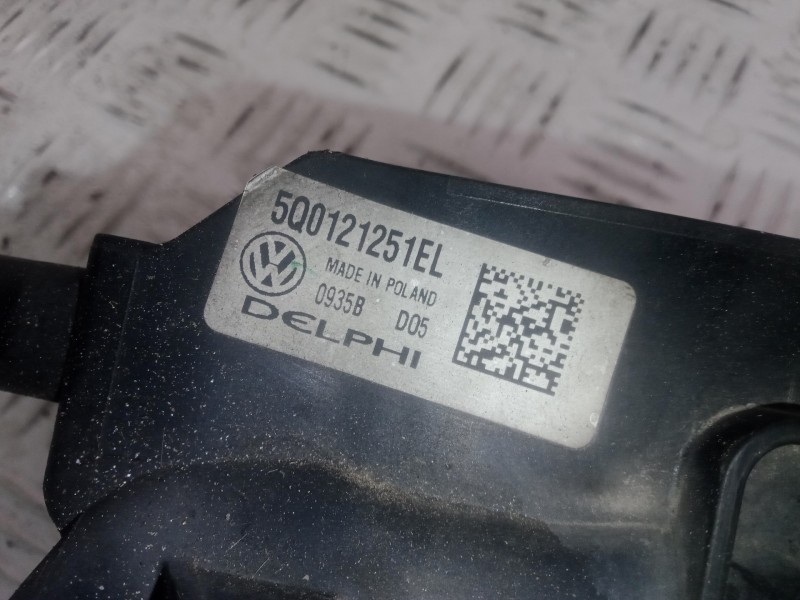 5Q0121251EL
MADE IN POLAND
0935B D05
DELPHI